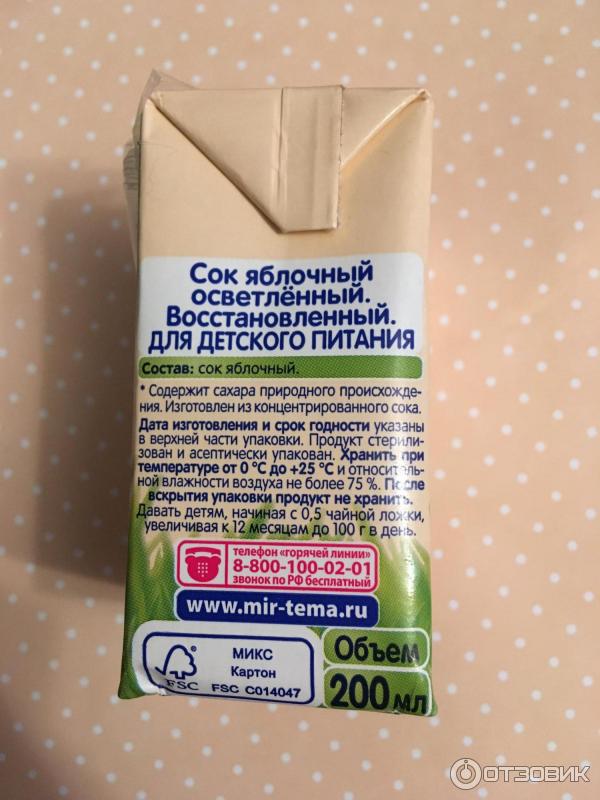 Сок яблочный
осветлённый.
Восстановленный.
ДЛЯ ДЕТСКОГО ПИТАНИЯ
Состав: сок яблочный.
* Содержит сахара природного происхожде-
ния. Изготовлен из концентрированного сока.
Дата изготовления и срок годности указаны
в верхней части упаковки. Продукт стерили-
зован и асептически упакован. Хранить при
температуре от 0 °С до +25 °С и относитель-
ной влажности воздуха не более 75 %. После
вскрытия упаковки продукт не хранить.
Давать детям, начиная с 0,5 чайной ложки,
увеличивая к 12 месяцам до 100 г в день.
телефон «горячей линии»
8-800-100-02-01
звонок по РФ бесплатный
www.mir-tema.ru
МИКС
Картон
FSC FSC C014047
Объем
200 мл
ОТЗОВИК